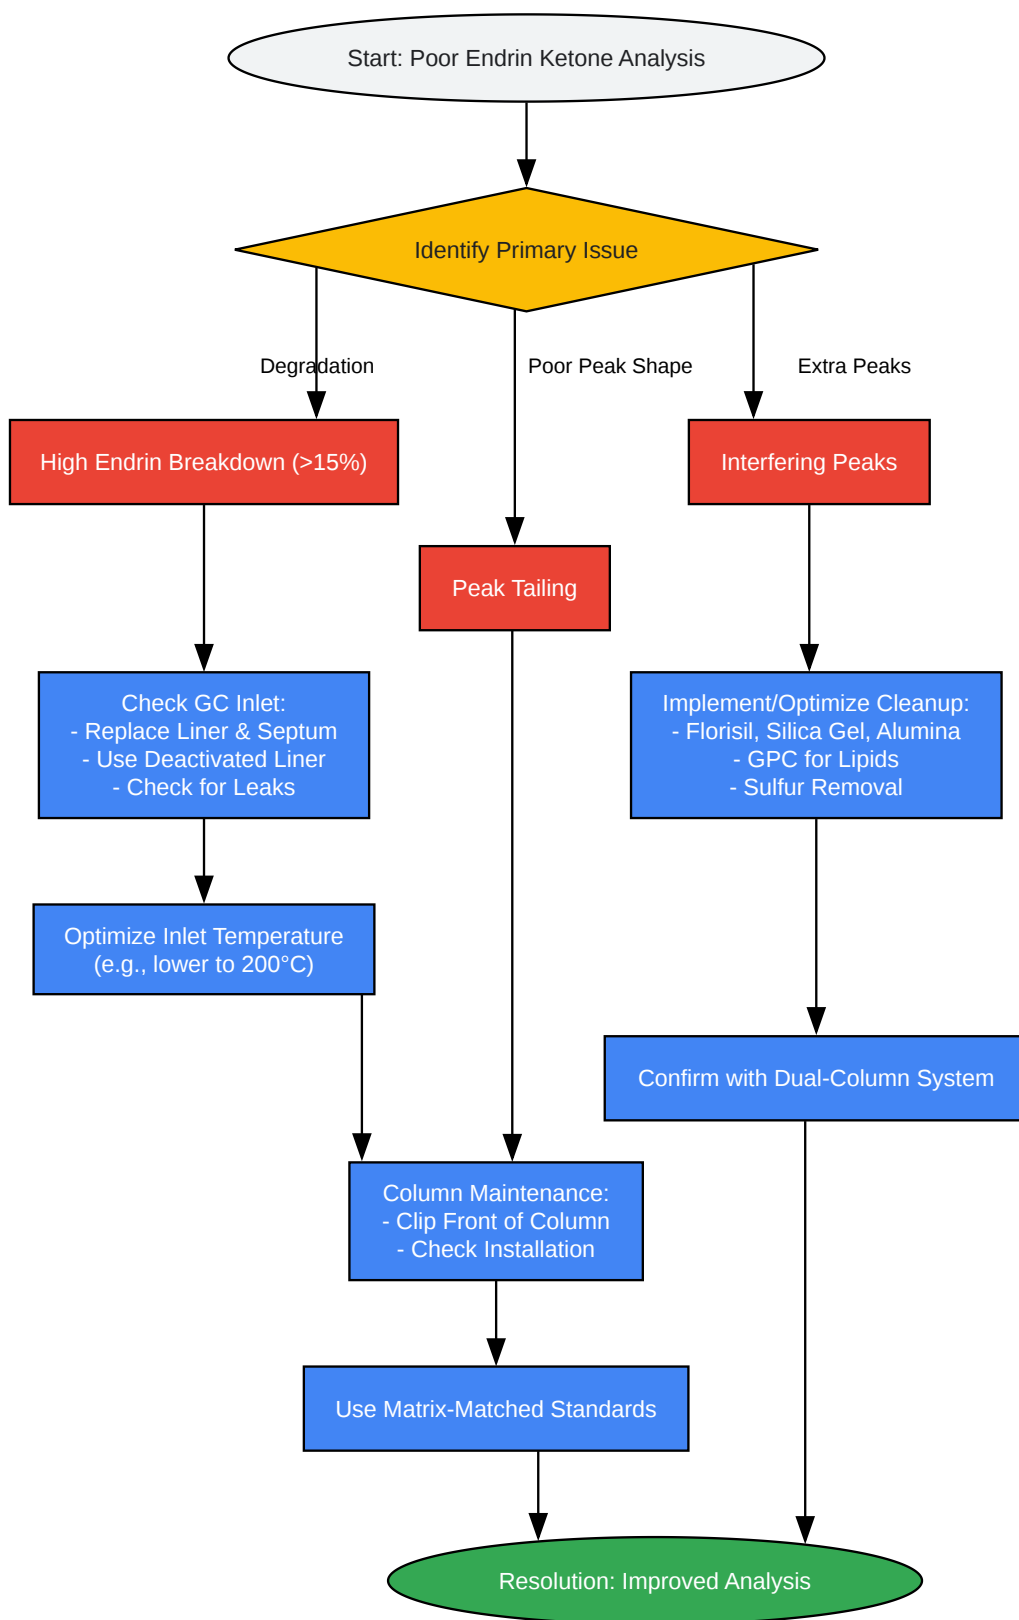 Start: Poor Endrin Ketone Analysis
Identify Primary Issue
Degradation
Poor Peak Shape
Extra Peaks
High Endrin Breakdown (>15%)
Interfering Peaks
Peak Tailing
Check GC Inlet:
- Replace Liner & Septum
- Use Deactivated Liner
- Check for Leaks
Implement/Optimize Cleanup:
- Florisil, Silica Gel, Alumina
- GPC for Lipids
- Sulfur Removal
Optimize Inlet Temperature
(e.g., lower to 200°C)
Confirm with Dual-Column System
Column Maintenance:
- Clip Front of Column
- Check Installation
Use Matrix-Matched Standards
Resolution: Improved Analysis